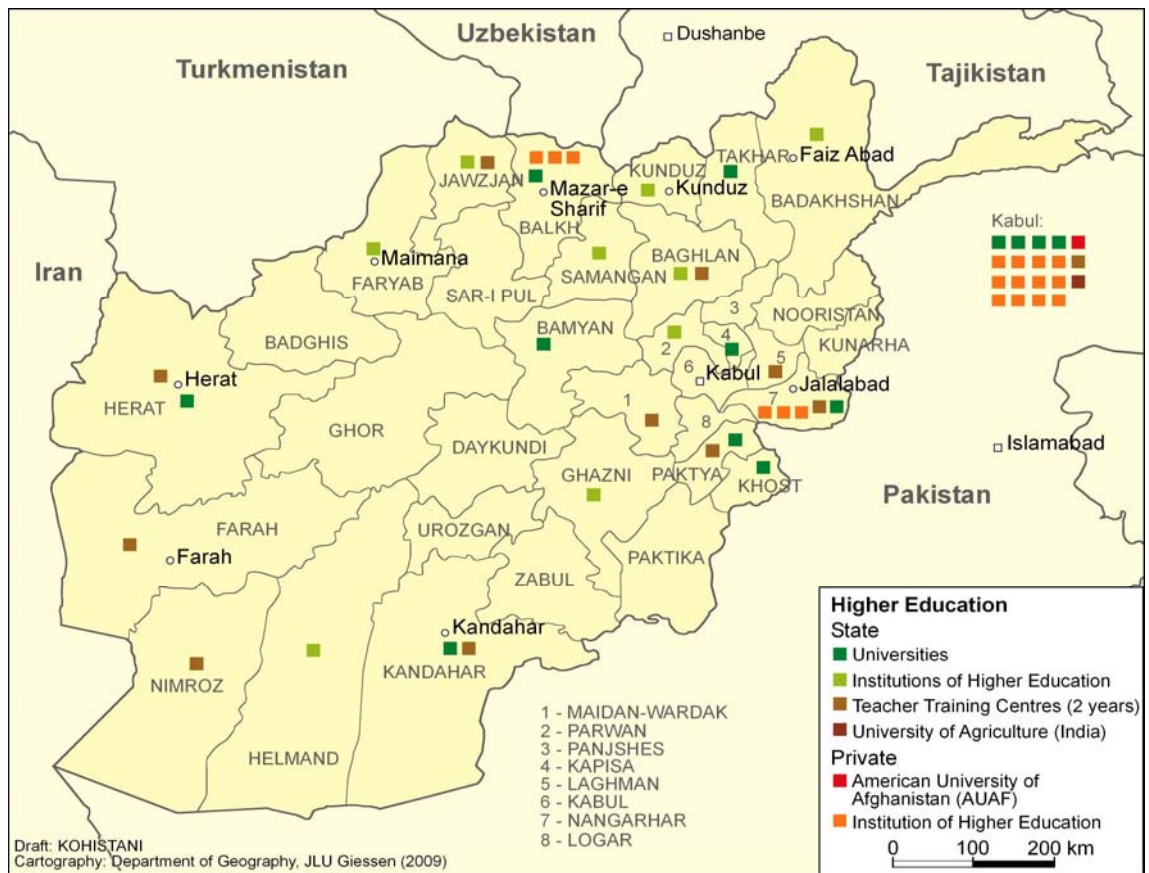 Uzbekistan
Dushanbe
Turkmenistan
Tajikistan
TAKHAR
Faiz Abad
KUNDUZ
JAWZJAN
Kunduz
Mazar-e
Sharif
BADAKHSHAN
Kabul:
BALKH
Maimana
BAGHLAN
Iran
SAMANGAN
FARYAB
SAR-I PUL
3
NOORISTAN
BAMYAN
4
BADGHIS
2
KUNARHA
5
6
Kabul
Herat
Jalalabad
7
1
HERAT
8
GHOR
Islamabad
DAYKUNDI
GHAZNI
PAKTYA
KHOST
Pakistan
FARAH
UROZGAN
Farah
PAKTIKA
ZABUL
Kandahar
KANDAHAR
NIMROZ
HELMAND
1 - MAIDAN-WARDAK
2 - PARWAN
3 - PANJSHES
4 - KAPISA
5 - LAGHMAN
6 - KABUL
7 - NANGARHAR
8 - LOGAR
Higher Education
State
Universities
Institutions of Higher Education
Teacher Training Centres (2 years)
University of Agriculture (India)
Private
American University of
Afghanistan (AUAF)
Institution of Higher Education
0 100 200 km
Draft: KOHISTANI
Cartography: Department of Geography, JLU Giessen (2009)